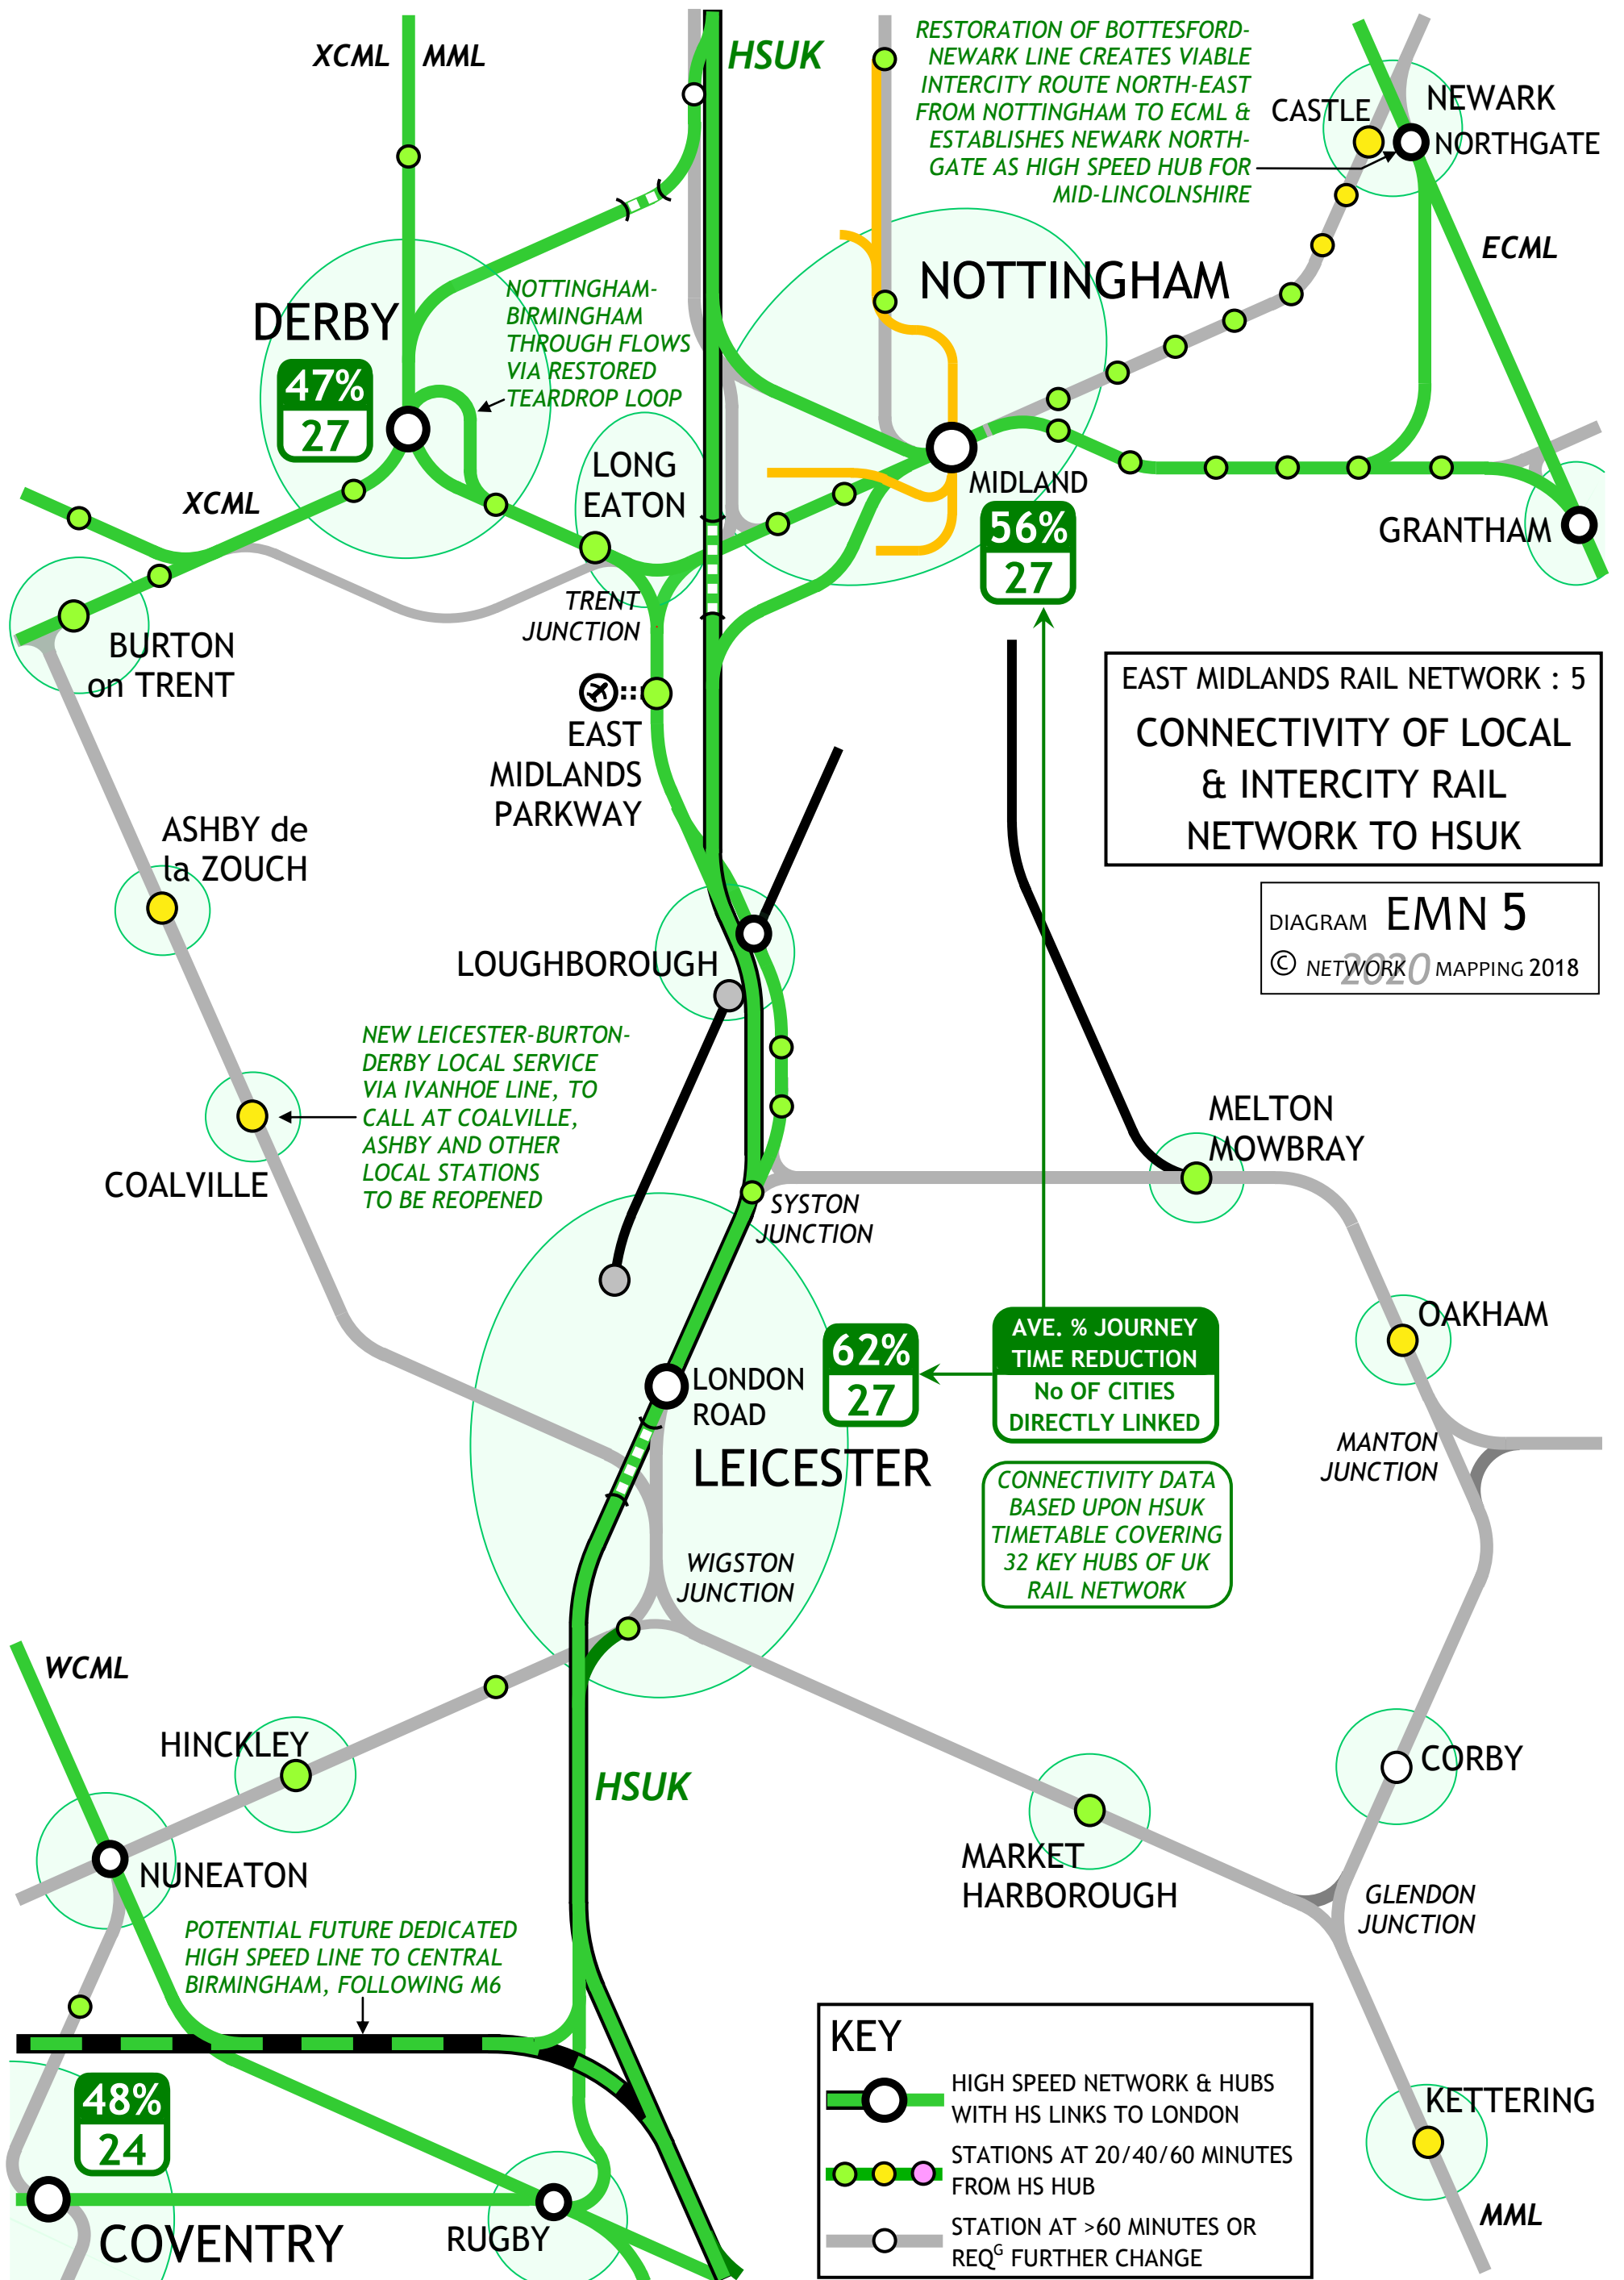 XCML
MML
HSUK
RESTORATION OF BOTTESFORD-
NEWARK LINE CREATES VIABLE
INTERCITY ROUTE NORTH-EAST
FROM NOTTINGHAM TO ECML &
ESTABLISHES NEWARK NORTH-
GATE AS HIGH SPEED HUB FOR
MID-LINCOLNSHIRE
CASTLE
NEWARK
NORTHGATE
ECML
NOTTINGHAM
DERBY
47%
27
NOTTINGHAM-
BIRMINGHAM
THROUGH FLOWS
VIA RESTORED
TEARDROP LOOP
LONG
EATON
XCML
MIDLAND
56%
27
GRANTHAM
TRENT
JUNCTION
BURTON
on TRENT
EAST
MIDLANDS
PARKWAY
EAST MIDLANDS RAIL NETWORK : 5
CONNECTIVITY OF LOCAL
& INTERCITY RAIL
NETWORK TO HSUK
DIAGRAM EMN 5
© NETWORK 2020 MAPPING 2018
ASHBY de
la ZOUCH
LOUGHBOROUGH
NEW LEICESTER-BURTON-
DERBY LOCAL SERVICE
VIA IVANHOE LINE, TO
CALL AT COALVILLE,
ASHBY AND OTHER
LOCAL STATIONS
TO BE REOPENED
COALVILLE
MELTON
MOWBRAY
SYSTON
JUNCTION
OAKHAM
62%
27
AVE. % JOURNEY
TIME REDUCTION
No OF CITIES
DIRECTLY LINKED
LONDON
ROAD
LEICESTER
MANTON
JUNCTION
CONNECTIVITY DATA
BASED UPON HSUK
TIMETABLE COVERING
32 KEY HUBS OF UK
RAIL NETWORK
WIGSTON
JUNCTION
WCML
HINCKLEY
HSUK
CORBY
NUNEATON
MARKET
HARBOROUGH
GLENDON
JUNCTION
POTENTIAL FUTURE DEDICATED
HIGH SPEED LINE TO CENTRAL
BIRMINGHAM, FOLLOWING M6
48%
24
COVENTRY
RUGBY
KETTERING
MML
KEY
HIGH SPEED NETWORK & HUBS
WITH HS LINKS TO LONDON
STATIONS AT 20/40/60 MINUTES
FROM HS HUB
STATION AT >60 MINUTES OR
REQᴳ FURTHER CHANGE